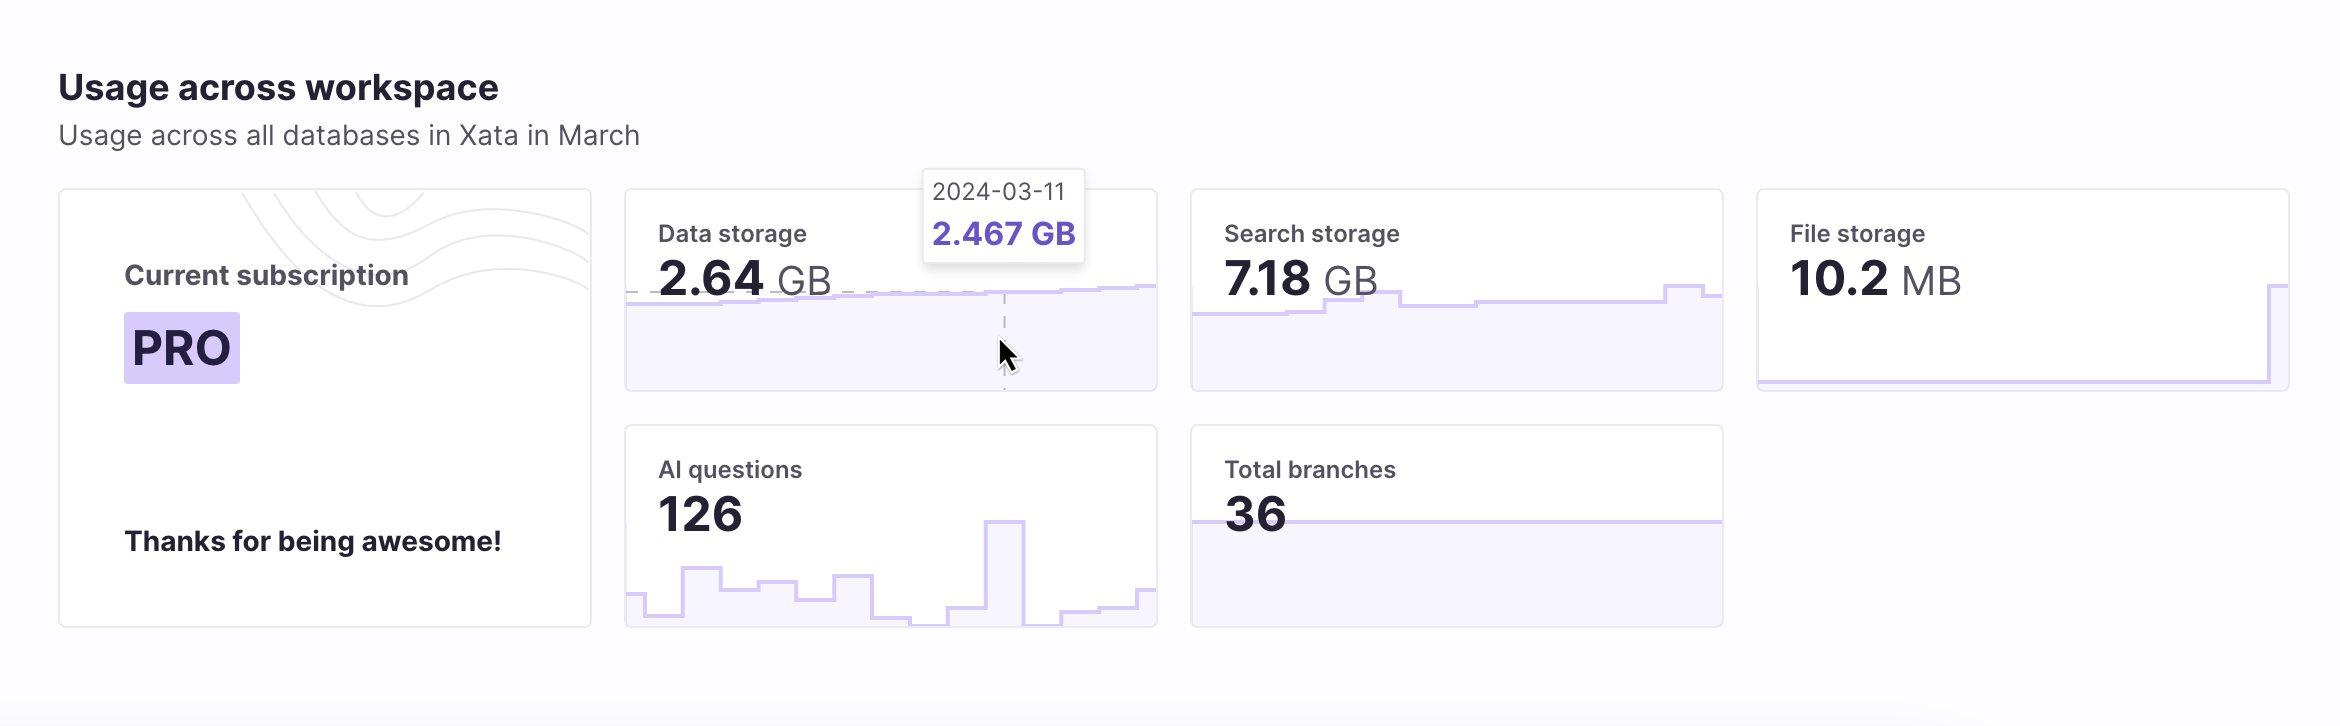 Usage across workspace
Usage across all databases in Xata in March
Current subscription
PRO
Thanks for being awesome!
Data storage
2.64 GB
2024-03-11
2.467 GB
Search storage
7.18 GB
File storage
10.2 MB
AI questions
126
Total branches
36